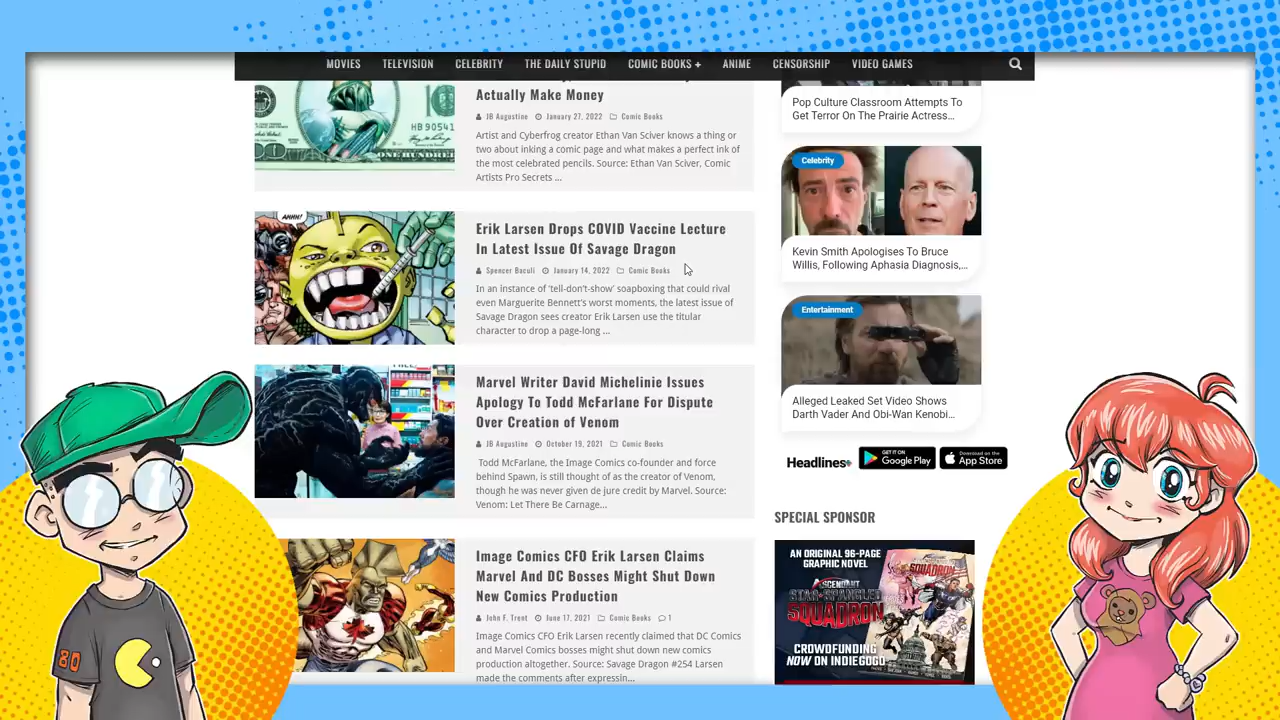 MOVIES TELEVISION CELEBRITY THE DAILY STUPID COMIC BOOKS + ANIME CENSORSHIP VIDEO GAMES
Actually Make Money
JB Augustine January 27, 2022 Comic Books
Artist and Cyberfrog creator Ethan Van Sciver knows a thing or
two about inking a comic page and what makes a perfect ink of
the most celebrated pencils. Source: Ethan Van Sciver, Comic
Artists Pro Secrets ...
HB 90541
ONE HUNDRED
AHHH!
Erik Larsen Drops COVID Vaccine Lecture
In Latest Issue Of Savage Dragon
Spencer Baculi January 14, 2022 Comic Books
In an instance of 'tell-don't-show' soapboxing that could rival
even Marguerite Bennett's worst moments, the latest issue of
Savage Dragon sees creator Erik Larsen use the titular
character to drop a page-long ...
Marvel Writer David Michelinie Issues
Apology To Todd McFarlane For Dispute
Over Creation of Venom
JB Augustine October 19, 2021 Comic Books
Todd McFarlane, the Image Comics co-founder and force
behind Spawn, is still thought of as the creator of Venom,
though he was never given de jure credit by Marvel. Source:
Venom: Let There Be Carnage...
Image Comics CFO Erik Larsen Claims
Marvel And DC Bosses Might Shut Down
New Comics Production
John F. Trent June 17, 2021 Comic Books 1
Image Comics CFO Erik Larsen recently claimed that DC Comics
and Marvel Comics bosses might shut down new comics
production altogether. Source: Savage Dragon #254 Larsen
made the comments after expressin...
Pop Culture Classroom Attempts To
Get Terror On The Prairie Actress...
Celebrity
Kevin Smith Apologises To Bruce
Willis, Following Aphasia Diagnosis,...
Entertainment
Alleged Leaked Set Video Shows
Darth Vader And Obi-Wan Kenobi...
Headlines+
GET IT ON
Google Play
Download on the
App Store
SPECIAL SPONSOR
AN ORIGINAL 96-PAGE
GRAPHIC NOVEL
ASCENDANT
STAR-SPANGLED
SQUADRON
CROWDFUNDING
NOW ON INDIEGOGO
80